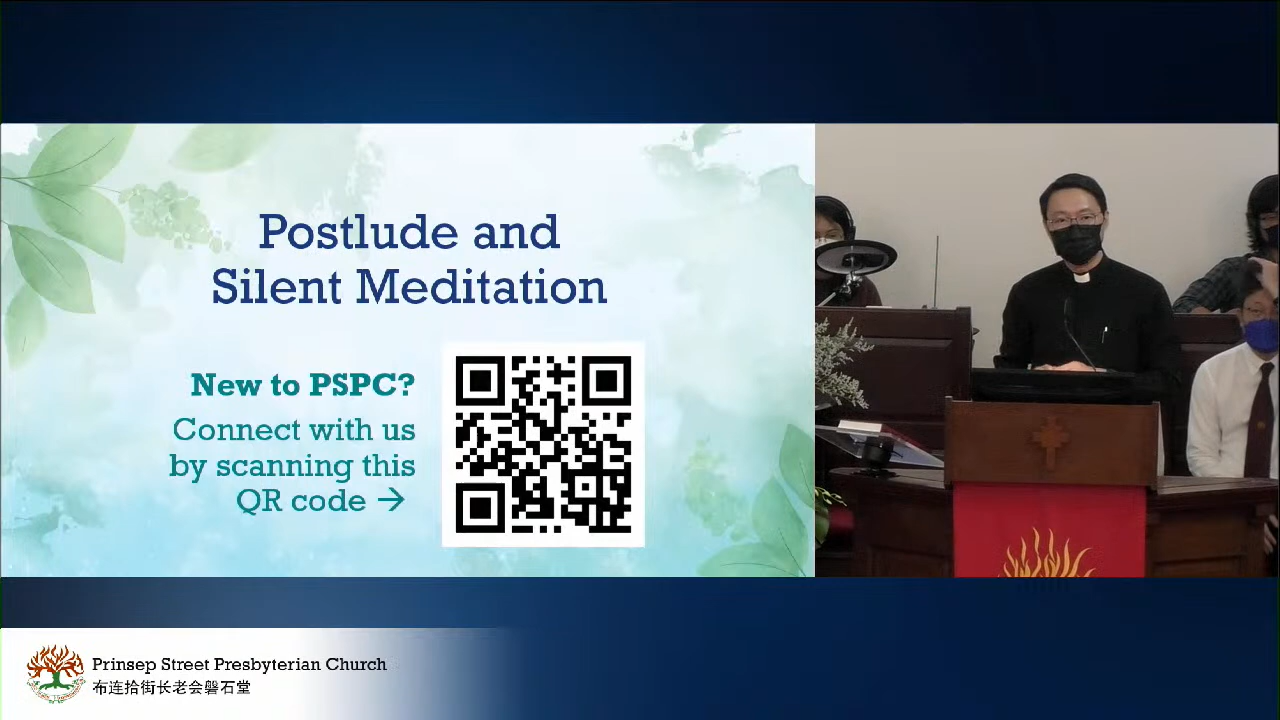 Postlude and
Silent Meditation
New to PSPC?
Connect with us
by scanning this
QR code →
Prinsep Street Presbyterian Church
布连拾街长老会磐石堂